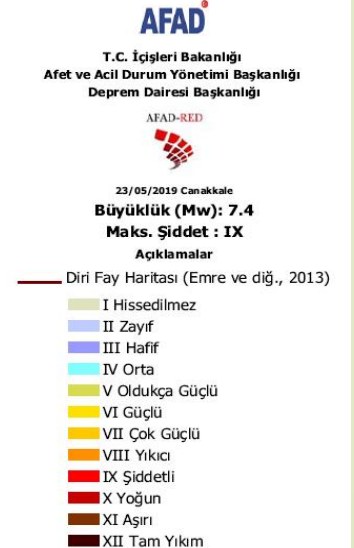 AFAD
T.C. İçişleri Bakanlığı
Afet ve Acil Durum Yönetimi Başkanlığı
Deprem Dairesi Başkanlığı
AFAD-RED
23/05/2019 Canakkale
Büyüklük (Mw): 7.4
Maks. Şiddet : IX
Açıklamalar
Diri Fay Haritası (Emre ve diğ., 2013)
I Hissedilmez
II Zayıf
III Hafif
IV Orta
V Oldukça Güçlü
VI Güçlü
VII Çok Güçlü
VIII Yıkıcı
IX Şiddetli
X Yoğun
XI Aşırı
XII Tam Yıkım